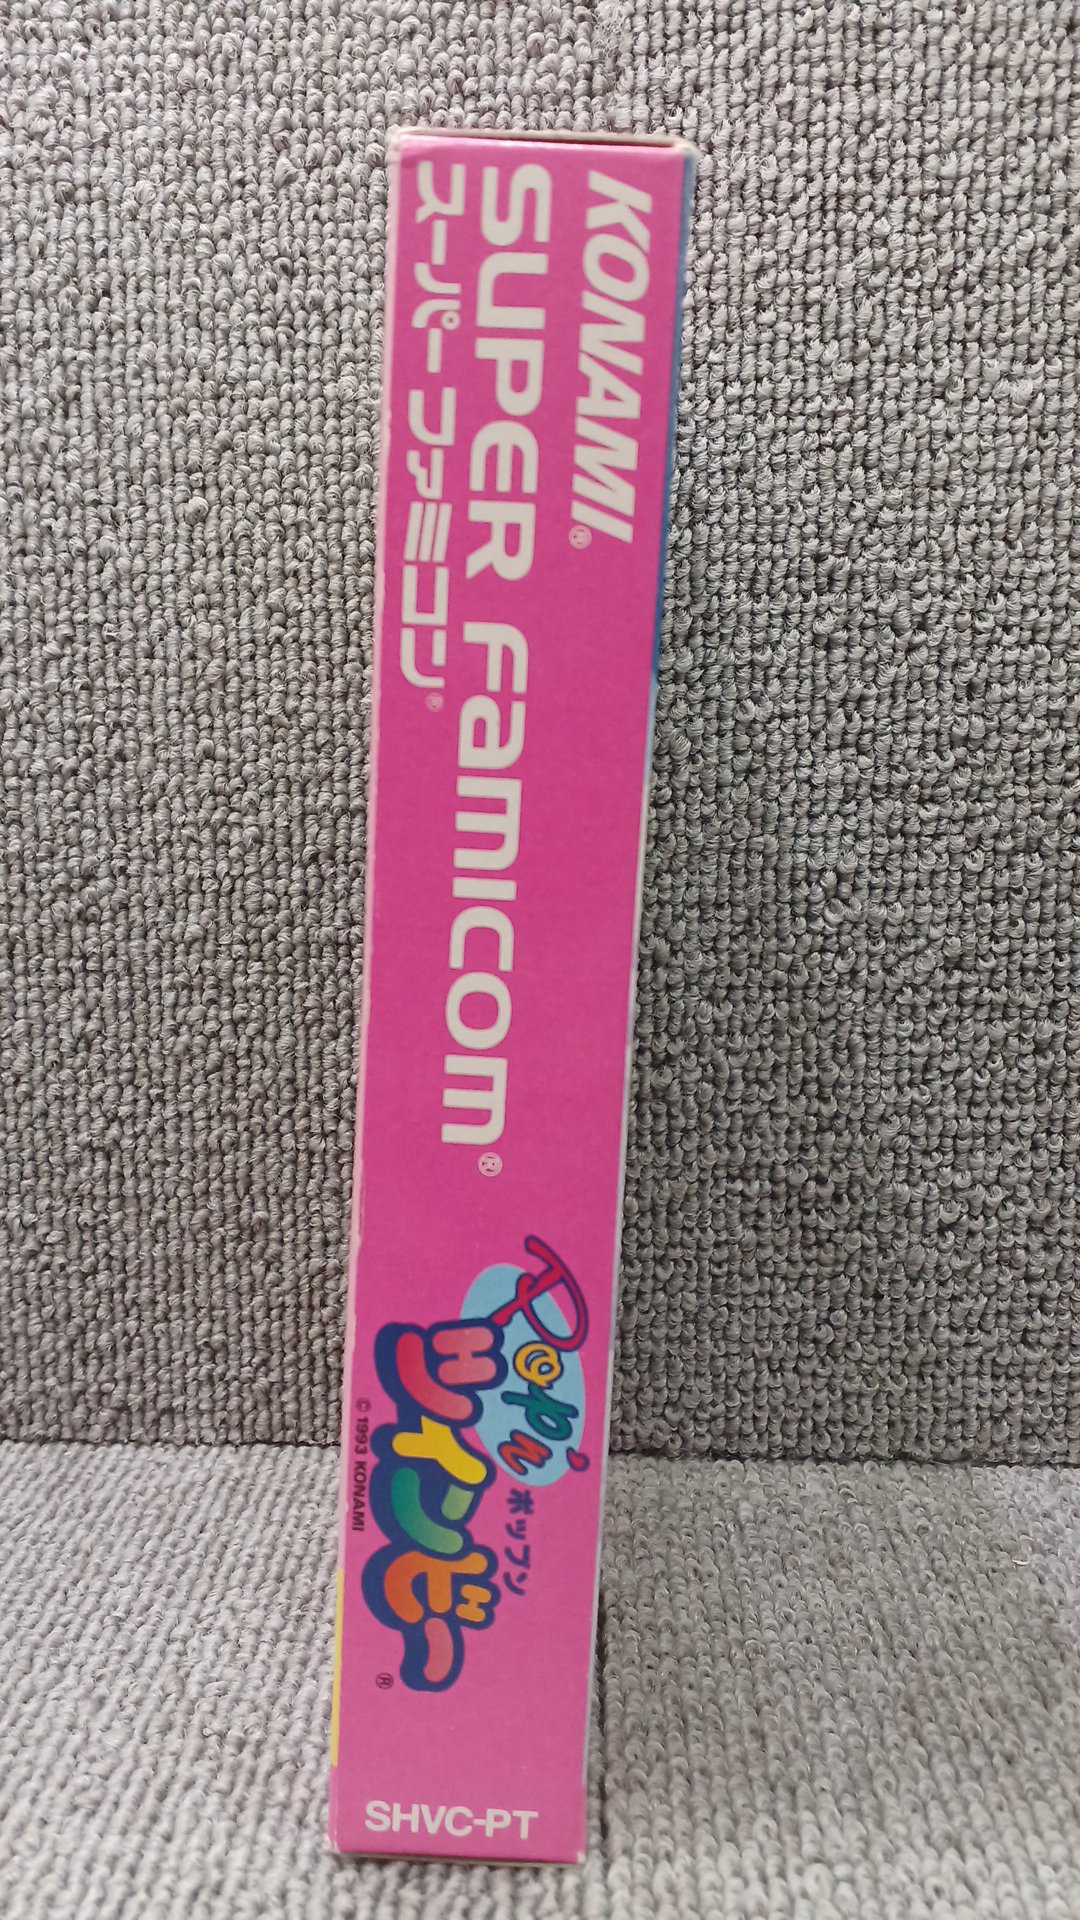 KONAMI®
SUPER FAMICOM®
スーパーファミコン®
Pop'n
ポップン
ツインビー®
© 1993 KONAMI
SHVC-PT